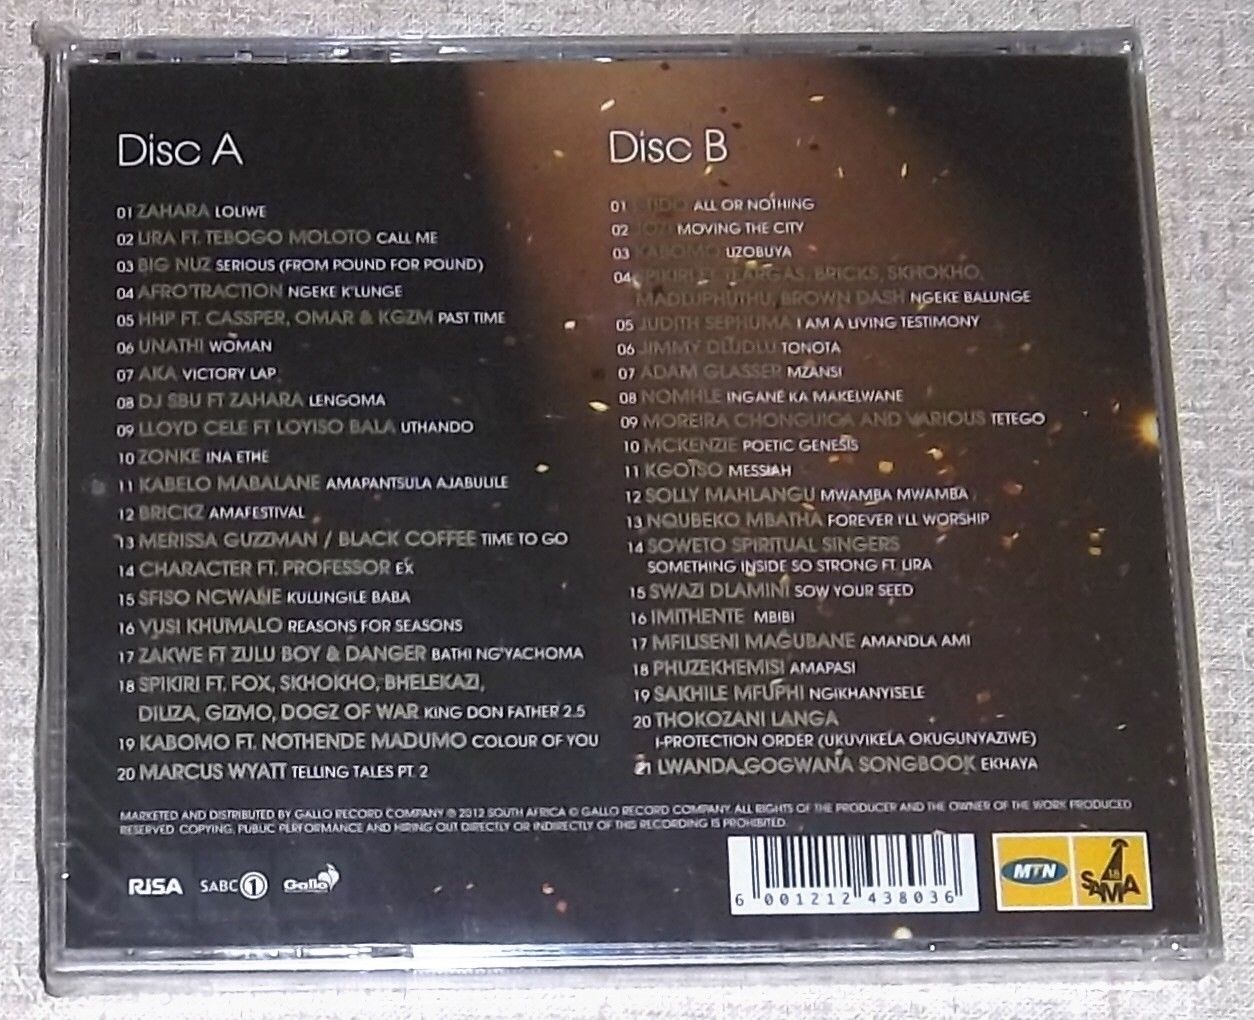 Disc A
01 ZAHARA LOLIWE
02 LIRA FT. TEBOGO MOLOTO CALL ME
03 BIG NUZ SERIOUS (FROM POUND FOR POUND)
04 AFROTRACTION NGEKE K'LUNGE
05 HHP FT. CASSPER, OMAR & KGZM PAST TIME
06 UNATHI WOMAN
07 AKA VICTORY LAP
08 DJ SBU FT ZAHARA LENGOMA
09 LLOYD CELE FT LOYISO BALA UTHANDO
10 ZONKE INA ETHE
11 KABELO MABALANE AMAPANTSULA AJABULILE
12 BRICKZ AMAFESTIVAL
13 MERISSA GUZZMAN / BLACK COFFEE TIME TO GO
14 CHARACTER FT. PROFESSOR EX
15 SFISO NCWANE KULUNGILE BABA
16 VUSI KHUMALO REASONS FOR SEASONS
17 ZAKWE FT ZULU BOY & DANGER BATHI NG'YACHOMA
18 SPIKIRI FT. FOX, SKHOKHO, BHELEKAZI,
DILIZA, GIZMO, DOGZ OF WAR KING DON FATHER 2.5
19 KABOMO FT. NOTHENDE MADUMO COLOUR OF YOU
20 MARCUS WYATT TELLING TALES PT. 2
Disc B
01 ALL OR NOTHING
02 JOZI MOVING THE CITY
03 KABOMO UZOBUYA
04 SPIKIRI FT. TEARGAS, BRICKS, SKHOKHO,
MADLUPHUTHU, BROWN DASH NGEKE BALUNGE
05 JUDITH SEPHUMA I AM A LIVING TESTIMONY
06 JIMMY DLUDLU TONOTA
07 ADAM GLASSER MZANSI
08 NOMHLE INGANE KA MAKELWANE
09 MOREIRA CHONGUIGA AND VARIOUS TETEGO
10 MCKENZIE POETIC GENESIS
11 KGOTSO MESSIAH
12 SOLLY MAHLANGU MWAMBA MWAMBA
13 NQUBEKO MBATHA FOREVER I'LL WORSHIP
14 SOWETO SPIRITUAL SINGERS
SOMETHING INSIDE SO STRONG FT. LIRA
15 SWAZI DLAMINI SOW YOUR SEED
16 IMITHENTE MBIBI
17 MFILISENI MAGUBANE AMANDLA AMI
18 PHUZEKHEMISI AMAPASI
19 SAKHILE MFUPHI NGIKHANYISELE
20 THOKOZANI LANGA
I-PROTECTION ORDER (UKUVIKELA OKUGUNYAZIWE)
21 LWANDA GOGWANA SONGBOOK EKHAYA
MARKETED AND DISTRIBUTED BY GALLO RECORD COMPANY ℗ 2012 SOUTH AFRICA © GALLO RECORD COMPANY. ALL RIGHTS OF THE PRODUCER AND THE OWNER OF THE WORK PRODUCED
RESERVED. COPYING, PUBLIC PERFORMANCE AND HIRING OUT DIRECTLY OR INDIRECTLY OF THIS RECORDING IS PROHIBITED.
RISA SABC 1 Gallo
6 001212 438036
MTN
18
SAMA